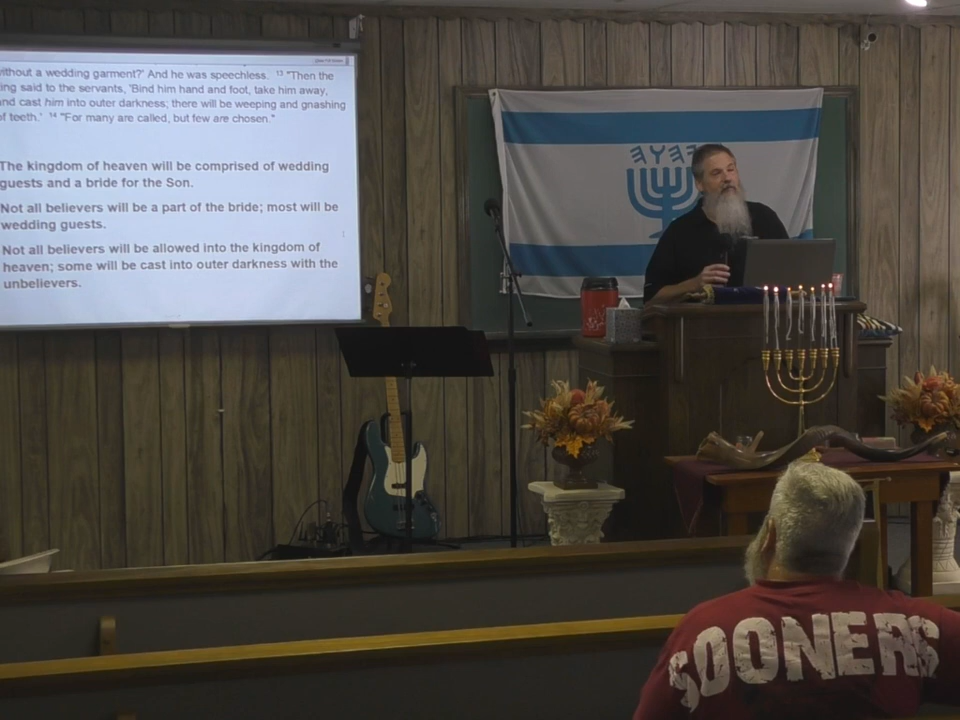 without a wedding garment?' And he was speechless. 13 "Then the
king said to the servants, 'Bind him hand and foot, take him away,
and cast him into outer darkness; there will be weeping and gnashing
of teeth.' 14 "For many are called, but few are chosen."
The kingdom of heaven will be comprised of wedding
guests and a bride for the Son.
Not all believers will be a part of the bride; most will be
wedding guests.
Not all believers will be allowed into the kingdom of
heaven; some will be cast into outer darkness with the
unbelievers.
SOONERS